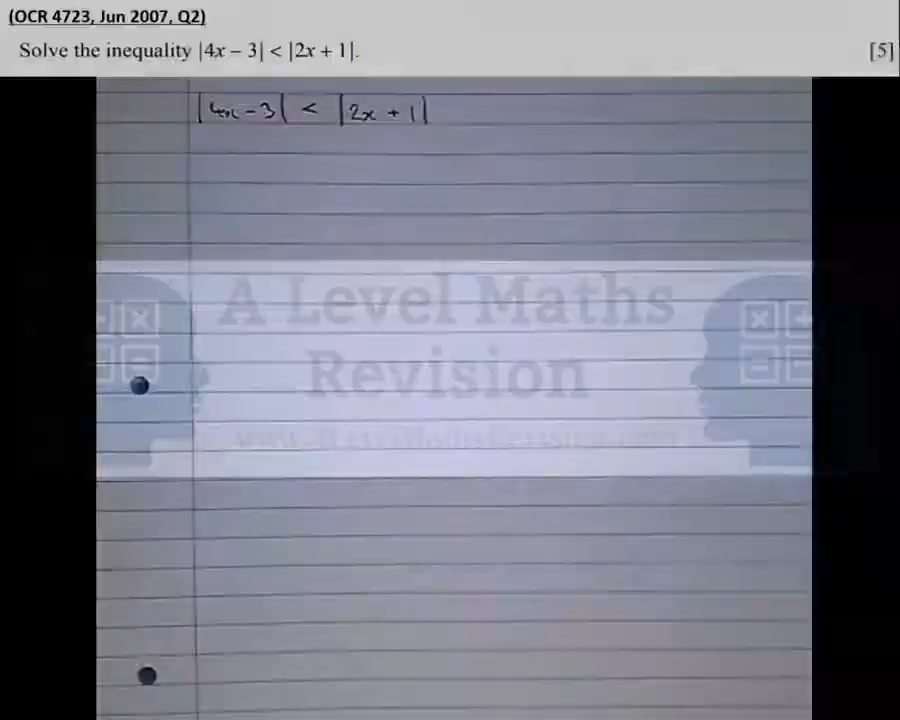 (OCR 4723, Jun 2007, Q2)
Solve the inequality |4x − 3| < |2x + 1|. [5]
|4x - 3| < |2x + 1|
A Level Maths
Revision